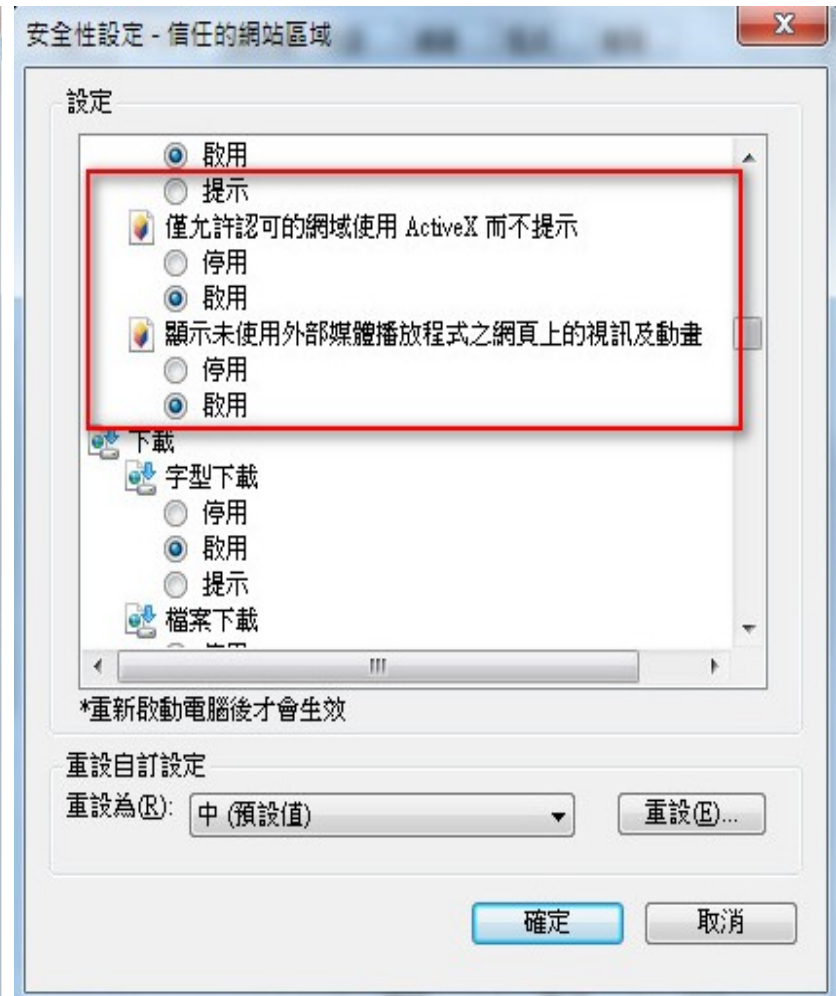 安全性設定 - 信任的網站區域
設定
啟用
提示
僅允許認可的網域使用 ActiveX 而不提示
停用
啟用
顯示未使用外部媒體播放程式之網頁上的視訊及動畫
停用
啟用
下載
字型下載
停用
啟用
提示
檔案下載
*重新啟動電腦後才會生效
重設自訂設定
重設為(R): 中 (預設值) 重設(E)...
確定 取消